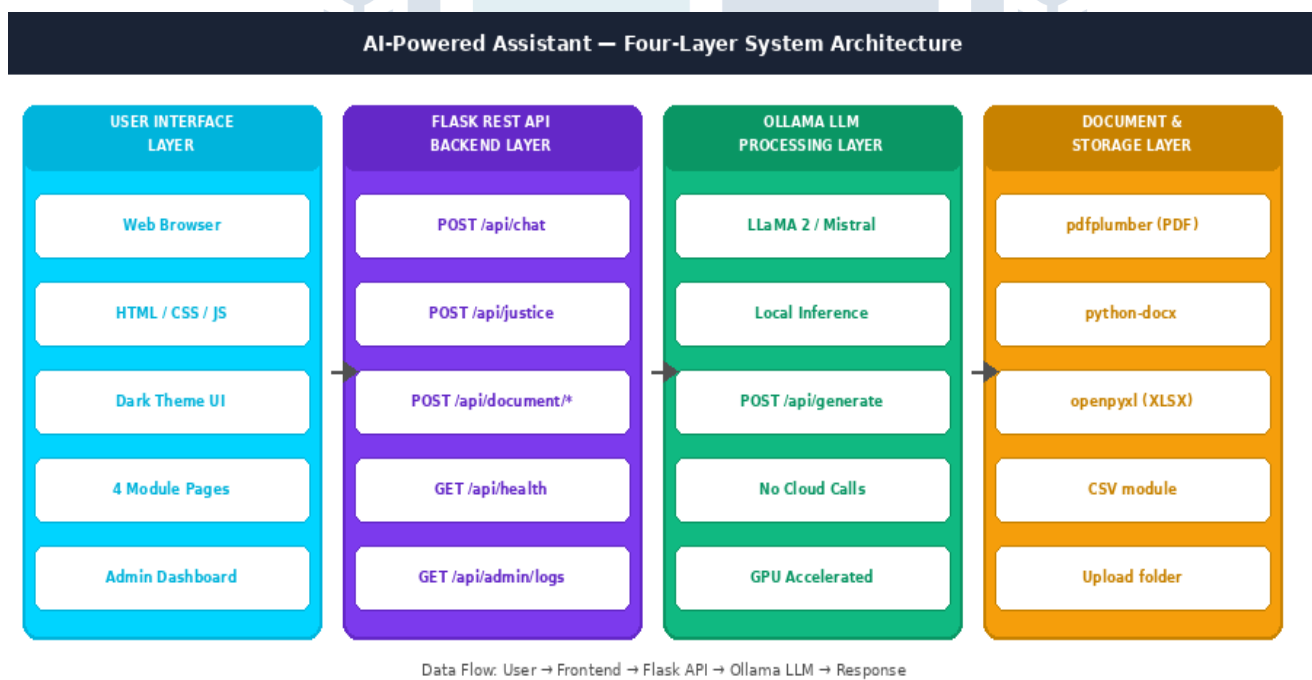 AI-Powered Assistant — Four-Layer System Architecture
USER INTERFACE
LAYER
Web Browser
HTML / CSS / JS
Dark Theme UI
4 Module Pages
Admin Dashboard
FLASK REST API
BACKEND LAYER
POST /api/chat
POST /api/justice
POST /api/document/*
GET /api/health
GET /api/admin/logs
OLLAMA LLM
PROCESSING LAYER
LLaMA 2 / Mistral
Local Inference
POST /api/generate
No Cloud Calls
GPU Accelerated
DOCUMENT &
STORAGE LAYER
pdfplumber (PDF)
python-docx
openpyxl (XLSX)
CSV module
Upload folder
Data Flow: User → Frontend → Flask API → Ollama LLM → Response